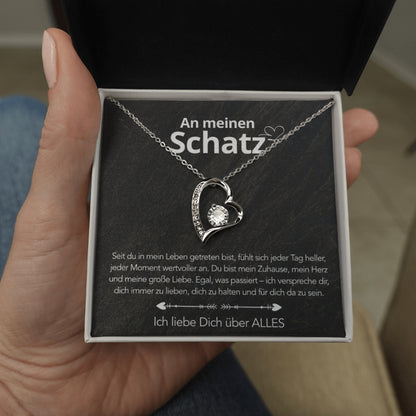 An meinen
Schatz
Seit du in mein Leben getreten bist, fühlt sich jeder Tag heller,
jeder Moment wertvoller an. Du bist mein Zuhause, mein Herz
und meine große Liebe. Egal, was passiert – ich verspreche dir,
dich immer zu lieben, dich zu halten und für dich da zu sein.
Ich liebe Dich über ALLES